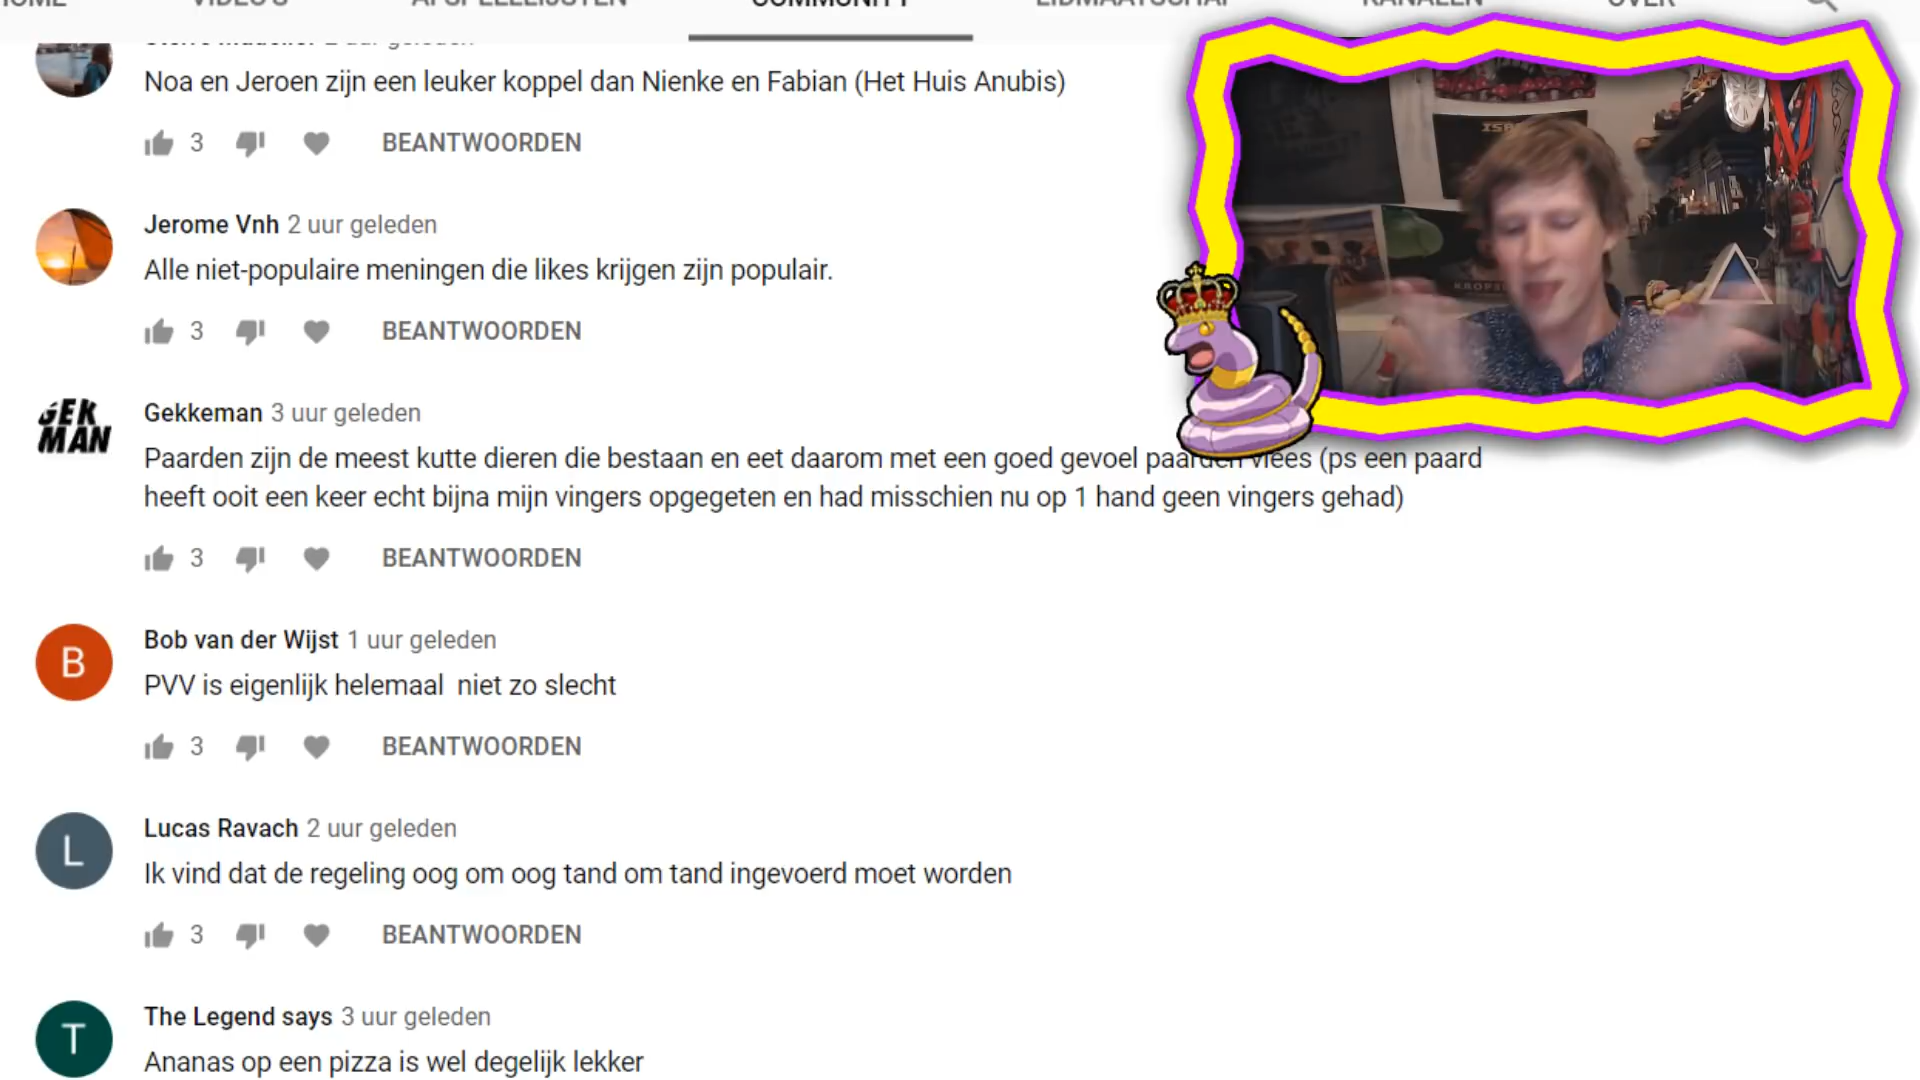 COMMUNITY
2 uur geleden
Noa en Jeroen zijn een leuker koppel dan Nienke en Fabian (Het Huis Anubis)
3 BEANTWOORDEN
Jerome Vnh 2 uur geleden
Alle niet-populaire meningen die likes krijgen zijn populair.
3 BEANTWOORDEN
GEK
MAN
Gekkeman 3 uur geleden
Paarden zijn de meest kutte dieren die bestaan en eet daarom met een goed gevoel paarden vlees (ps een paard
heeft ooit een keer echt bijna mijn vingers opgegeten en had misschien nu op 1 hand geen vingers gehad)
3 BEANTWOORDEN
B
Bob van der Wijst 1 uur geleden
PVV is eigenlijk helemaal  niet zo slecht
3 BEANTWOORDEN
L
Lucas Ravach 2 uur geleden
Ik vind dat de regeling oog om oog tand om tand ingevoerd moet worden
3 BEANTWOORDEN
T
The Legend says 3 uur geleden
Ananas op een pizza is wel degelijk lekker